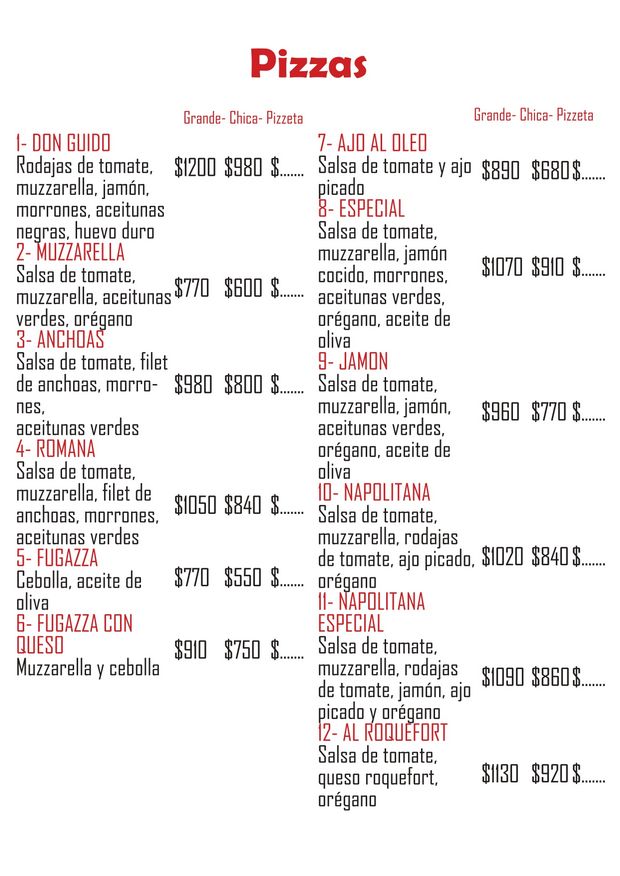 Pizzas
Grande- Chica- Pizzeta
1- DON GUIDO
Rodajas de tomate,
muzzarella, jamón,
morrones, aceitunas
negras, huevo duro
$1200 $980 $.......
2- MUZZARELLA
Salsa de tomate,
muzzarella, aceitunas
verdes, orégano
$770 $600 $.......
3- ANCHOAS
Salsa de tomate, filet
de anchoas, morro-
nes,
aceitunas verdes
$980 $800 $.......
4- ROMANA
Salsa de tomate,
muzzarella, filet de
anchoas, morrones,
aceitunas verdes
$1050 $840 $.......
5- FUGAZZA
Cebolla, aceite de
oliva
$770 $550 $.......
6- FUGAZZA CON
QUESO
Muzzarella y cebolla
$910 $750 $.......
Grande- Chica- Pizzeta
7- AJO AL OLEO
Salsa de tomate y ajo
picado
$890 $680 $.......
8- ESPECIAL
Salsa de tomate,
muzzarella, jamón
cocido, morrones,
aceitunas verdes,
orégano, aceite de
oliva
$1070 $910 $.......
9- JAMON
Salsa de tomate,
muzzarella, jamón,
aceitunas verdes,
orégano, aceite de
oliva
$960 $770 $.......
10- NAPOLITANA
Salsa de tomate,
muzzarella, rodajas
de tomate, ajo picado,
orégano
$1020 $840 $.......
11- NAPOLITANA
ESPECIAL
Salsa de tomate,
muzzarella, rodajas
de tomate, jamón, ajo
picado y orégano
$1090 $860 $.......
12- AL ROQUEFORT
Salsa de tomate,
queso roquefort,
orégano
$1130 $920 $.......